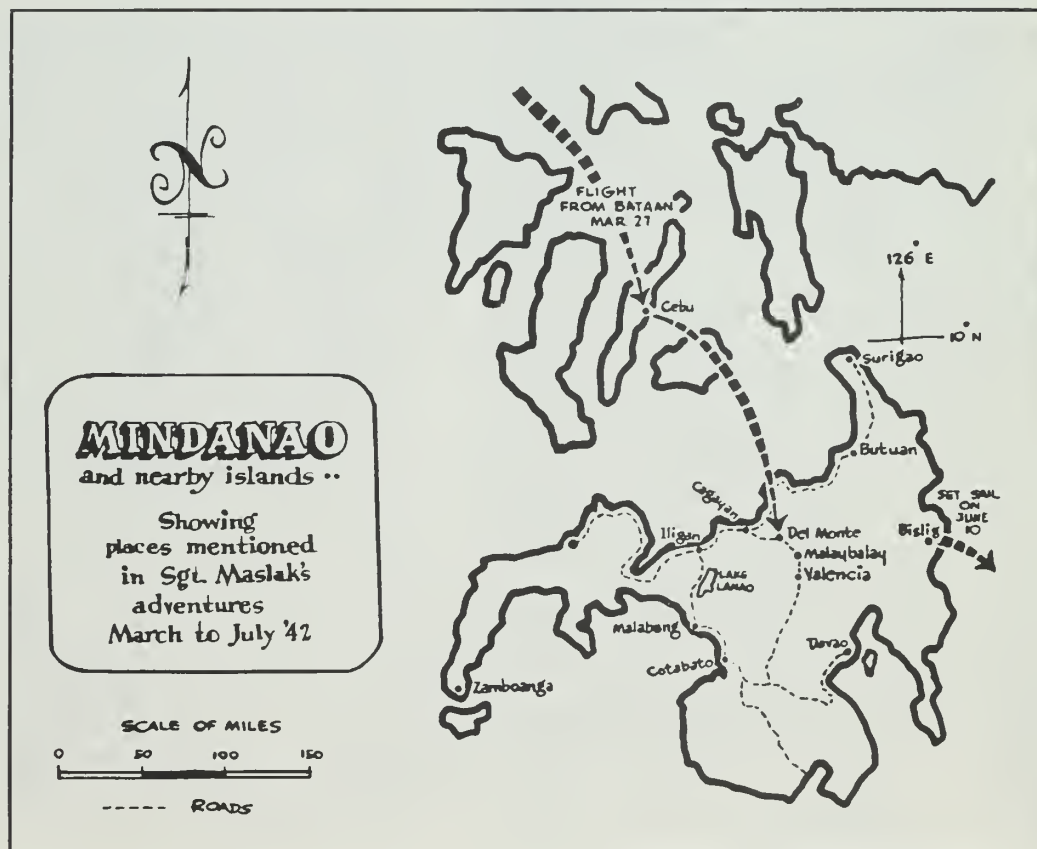 N
FLIGHT
FROM BATAAN
MAR 27
Cebu
126° E
10° N
Surigao
Butuan
SET SAIL
ON
JUNE
10
Bislig
Cagayan
Iligan
Del Monte
Malaybalay
Valencia
LAKE
LANAO
Malabang
Cotabato
Davao
Zamboanga
MINDANAO
and nearby islands ..
Showing
places mentioned
in Sgt. Maslak's
adventures
March to July '42
SCALE OF MILES
0 50 100 150
ROADS